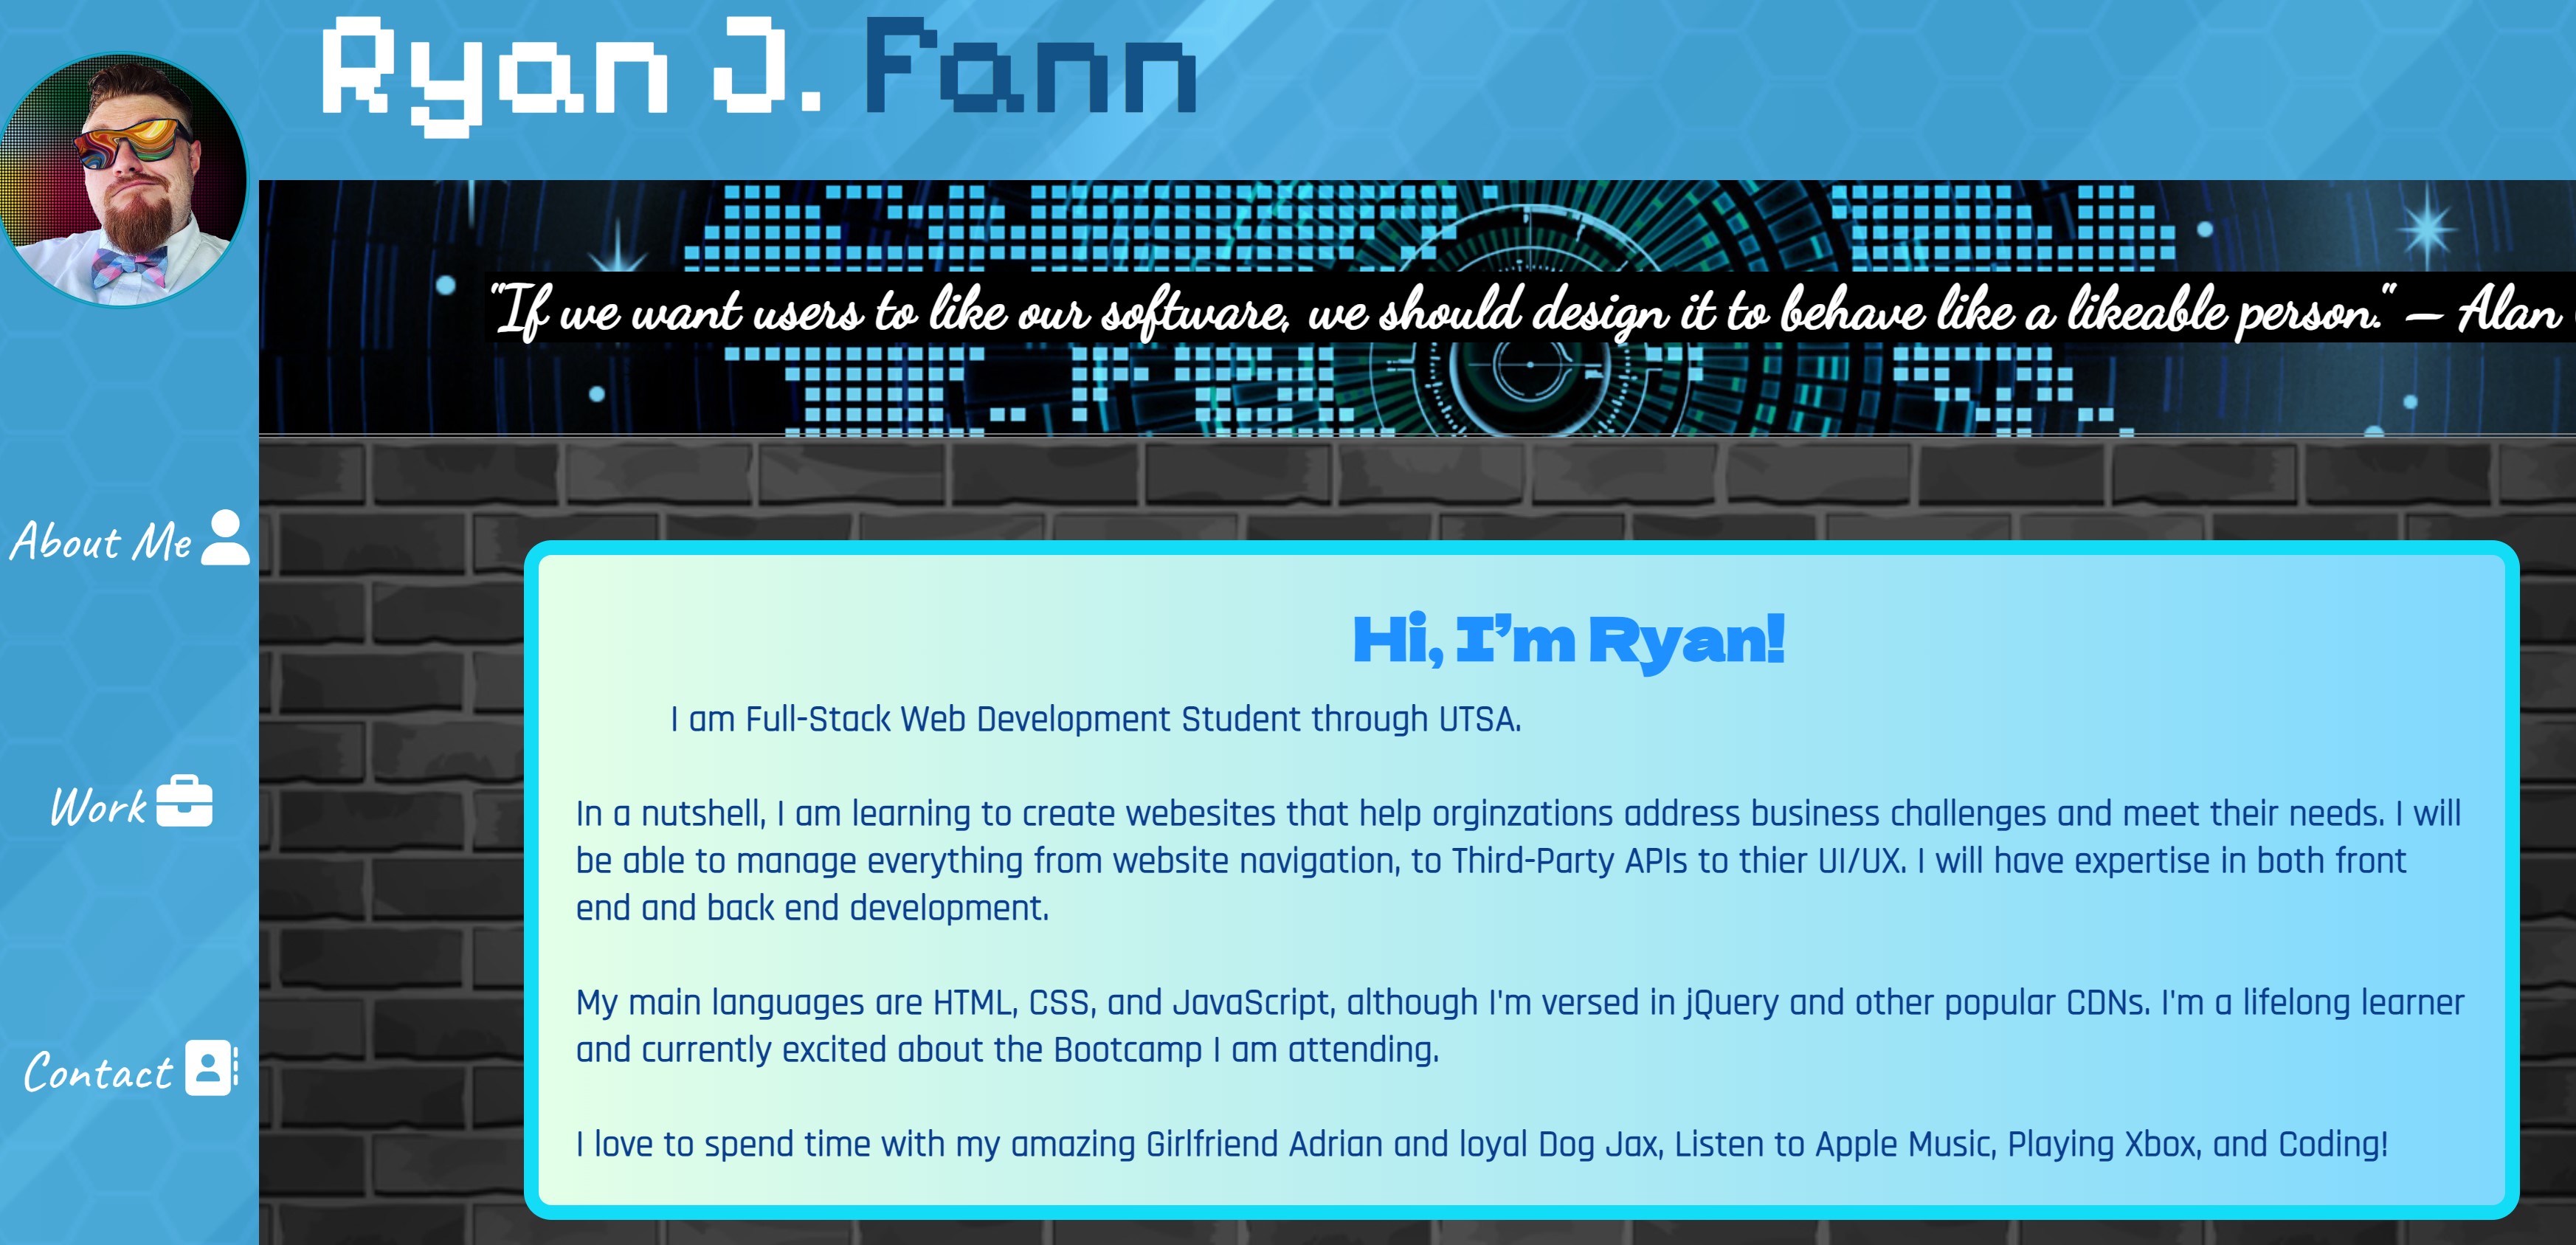 Ryan J. Fann
"If we want users to like our software, we should design it to behave like a likeable person." – Alan
About Me
Work
Contact
Hi, I'm Ryan!
I am Full-Stack Web Development Student through UTSA.
In a nutshell, I am learning to create webesites that help orginzations address business challenges and meet their needs. I will
be able to manage everything from website navigation, to Third-Party APIs to thier UI/UX. I will have expertise in both front
end and back end development.
My main languages are HTML, CSS, and JavaScript, although I'm versed in jQuery and other popular CDNs. I'm a lifelong learner
and currently excited about the Bootcamp I am attending.
I love to spend time with my amazing Girlfriend Adrian and loyal Dog Jax, Listen to Apple Music, Playing Xbox, and Coding!